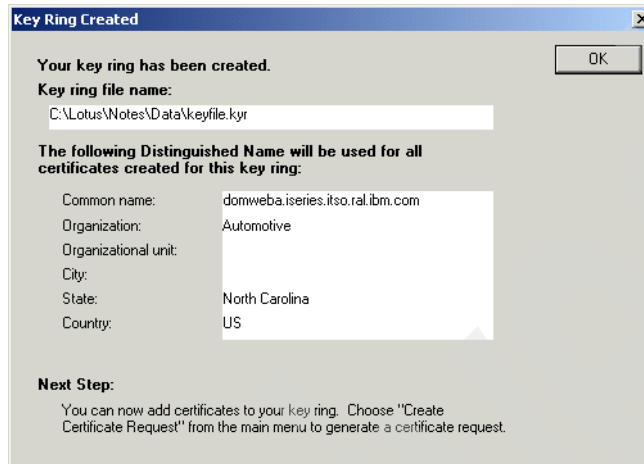 Key Ring Created
OK
Your key ring has been created.
Key ring file name:
C:\Lotus\Notes\Data\keyfile.kyr
The following Distinguished Name will be used for all
certificates created for this key ring:
Common name: domweba.iseries.itso.ral.ibm.com
Organization: Automotive
Organizational unit:
City:
State: North Carolina
Country: US
Next Step:
You can now add certificates to your key ring. Choose "Create
Certificate Request" from the main menu to generate a certificate request.